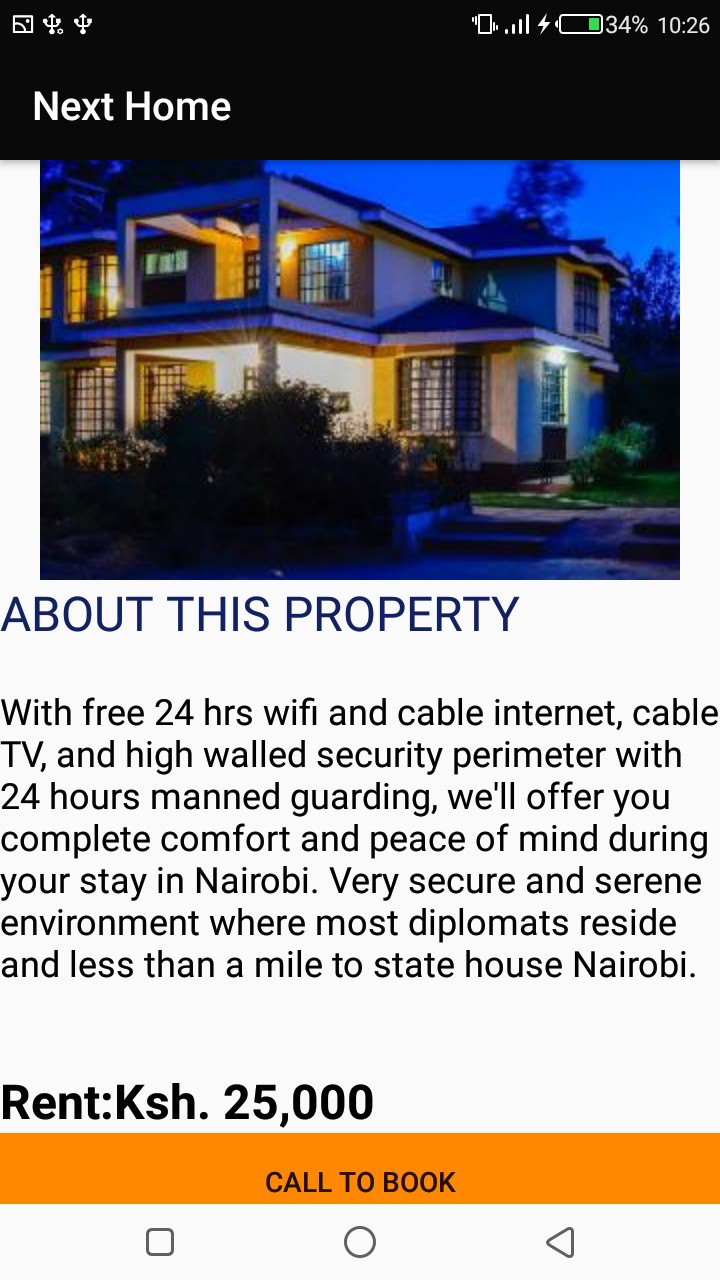 34% 10:26
Next Home
ABOUT THIS PROPERTY
With free 24 hrs wifi and cable internet, cable
TV, and high walled security perimeter with
24 hours manned guarding, we'll offer you
complete comfort and peace of mind during
your stay in Nairobi. Very secure and serene
environment where most diplomats reside
and less than a mile to state house Nairobi.
Rent:Ksh. 25,000
CALL TO BOOK